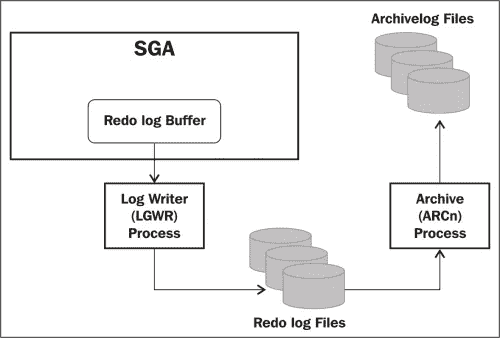 SGA
Redo log Buffer
Log Writer
(LGWR)
Process
Redo log Files
Archive
(ARCn)
Process
Archivelog Files